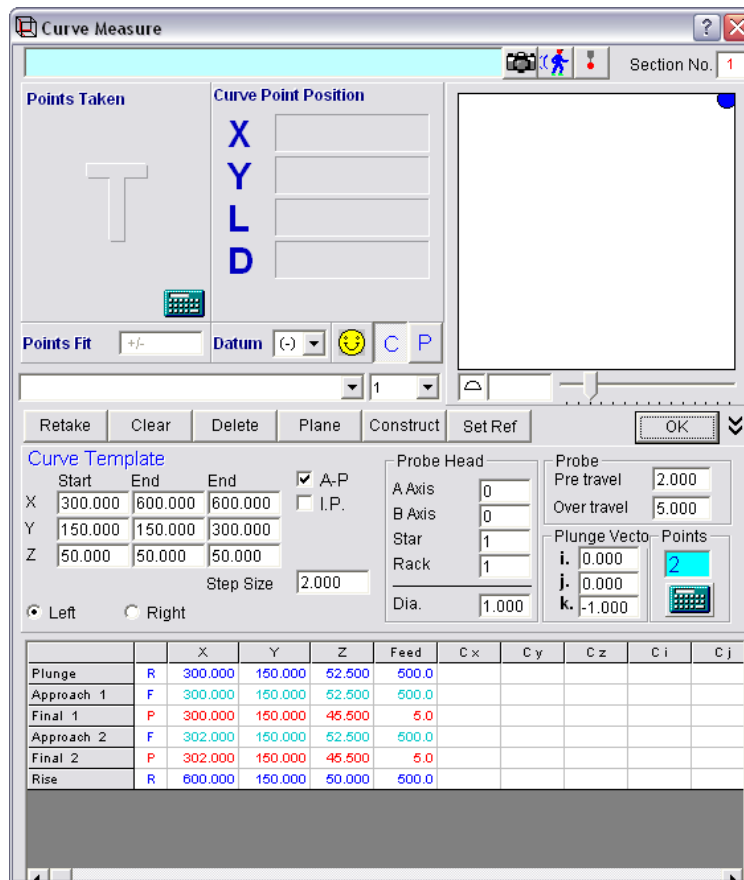 Curve Measure
Section No. 1
Points Taken
Curve Point Position
T
X
Y
L
D
Points Fit +/- Datum (-) C P
1
Retake Clear Delete Plane Construct Set Ref OK
Curve Template
Start End End
X 300.000 600.000 600.000
Y 150.000 150.000 300.000
Z 50.000 50.000 50.000
Step Size 2.000
A-P
I.P.
Left Right
Probe Head
A Axis 0
B Axis 0
Star 1
Rack 1
Dia. 1.000
Probe
Pre travel 2.000
Over travel 5.000
Plunge Vecto
i. 0.000
j. 0.000
k. -1.000
Points
2
X Y Z Feed Cx Cy Cz Ci Cj
Plunge R 300.000 150.000 52.500 500.0
Approach 1 F 300.000 150.000 52.500 500.0
Final 1 P 300.000 150.000 45.500 5.0
Approach 2 F 302.000 150.000 52.500 500.0
Final 2 P 302.000 150.000 45.500 5.0
Rise R 600.000 150.000 50.000 500.0